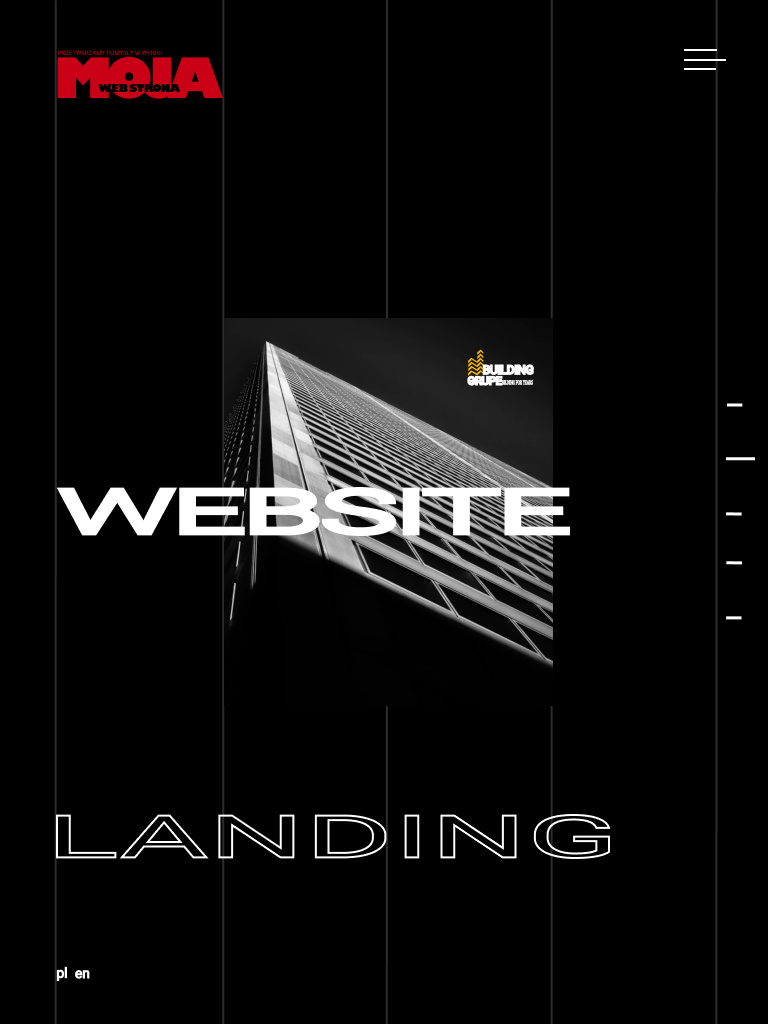 PRZETWARZAMY POMYSŁY W WYNIKI
MOJA
WEB STRONA
BUILDING
GRUPE BUILDING FOR YEARS
WEBSITE
LANDING
pl en